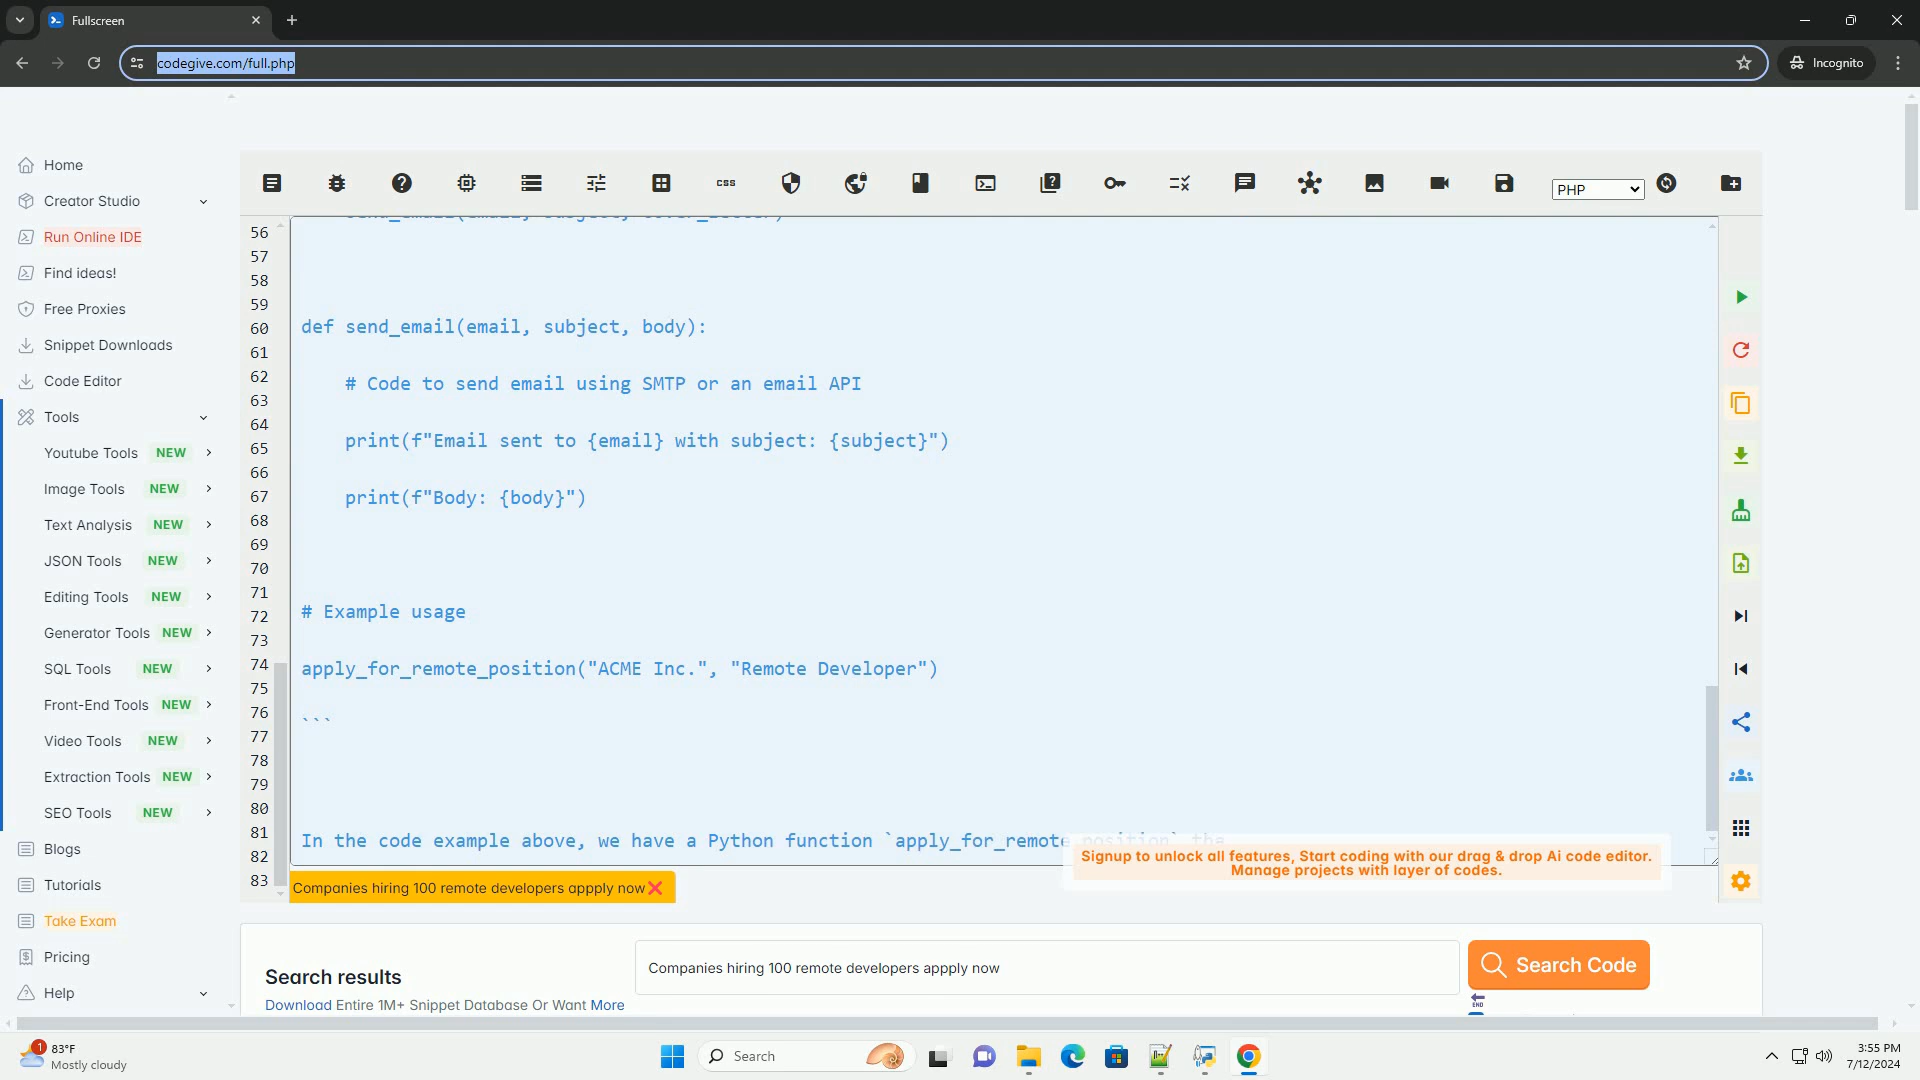 Fullscreen
codegive.com/full.php
Incognito
Home
Creator Studio
Run Online IDE
Find ideas!
Free Proxies
Snippet Downloads
Code Editor
Tools
Youtube Tools NEW
Image Tools NEW
Text Analysis NEW
JSON Tools NEW
Editing Tools NEW
Generator Tools NEW
SQL Tools NEW
Front-End Tools NEW
Video Tools NEW
Extraction Tools NEW
SEO Tools NEW
Blogs
Tutorials
Take Exam
Pricing
Help
CSS
PHP
56
57
58
59
60
61
62
63
64
65
66
67
68
69
70
71
72
73
74
75
76
77
78
79
80
81
82
83
def send_email(email, subject, body):
# Code to send email using SMTP or an email API
print(f"Email sent to {email} with subject: {subject}")
print(f"Body: {body}")
# Example usage
apply_for_remote_position("ACME Inc.", "Remote Developer")
```
In the code example above, we have a Python function `apply_for_remote_position` tha
Signup to unlock all features, Start coding with our drag & drop Ai code editor.
Manage projects with layer of codes.
Companies hiring 100 remote developers appply now
Search results
Download Entire 1M+ Snippet Database Or Want More
Companies hiring 100 remote developers appply now
Search Code
END
1
83°F
Mostly cloudy
Search
3:55 PM
7/12/2024